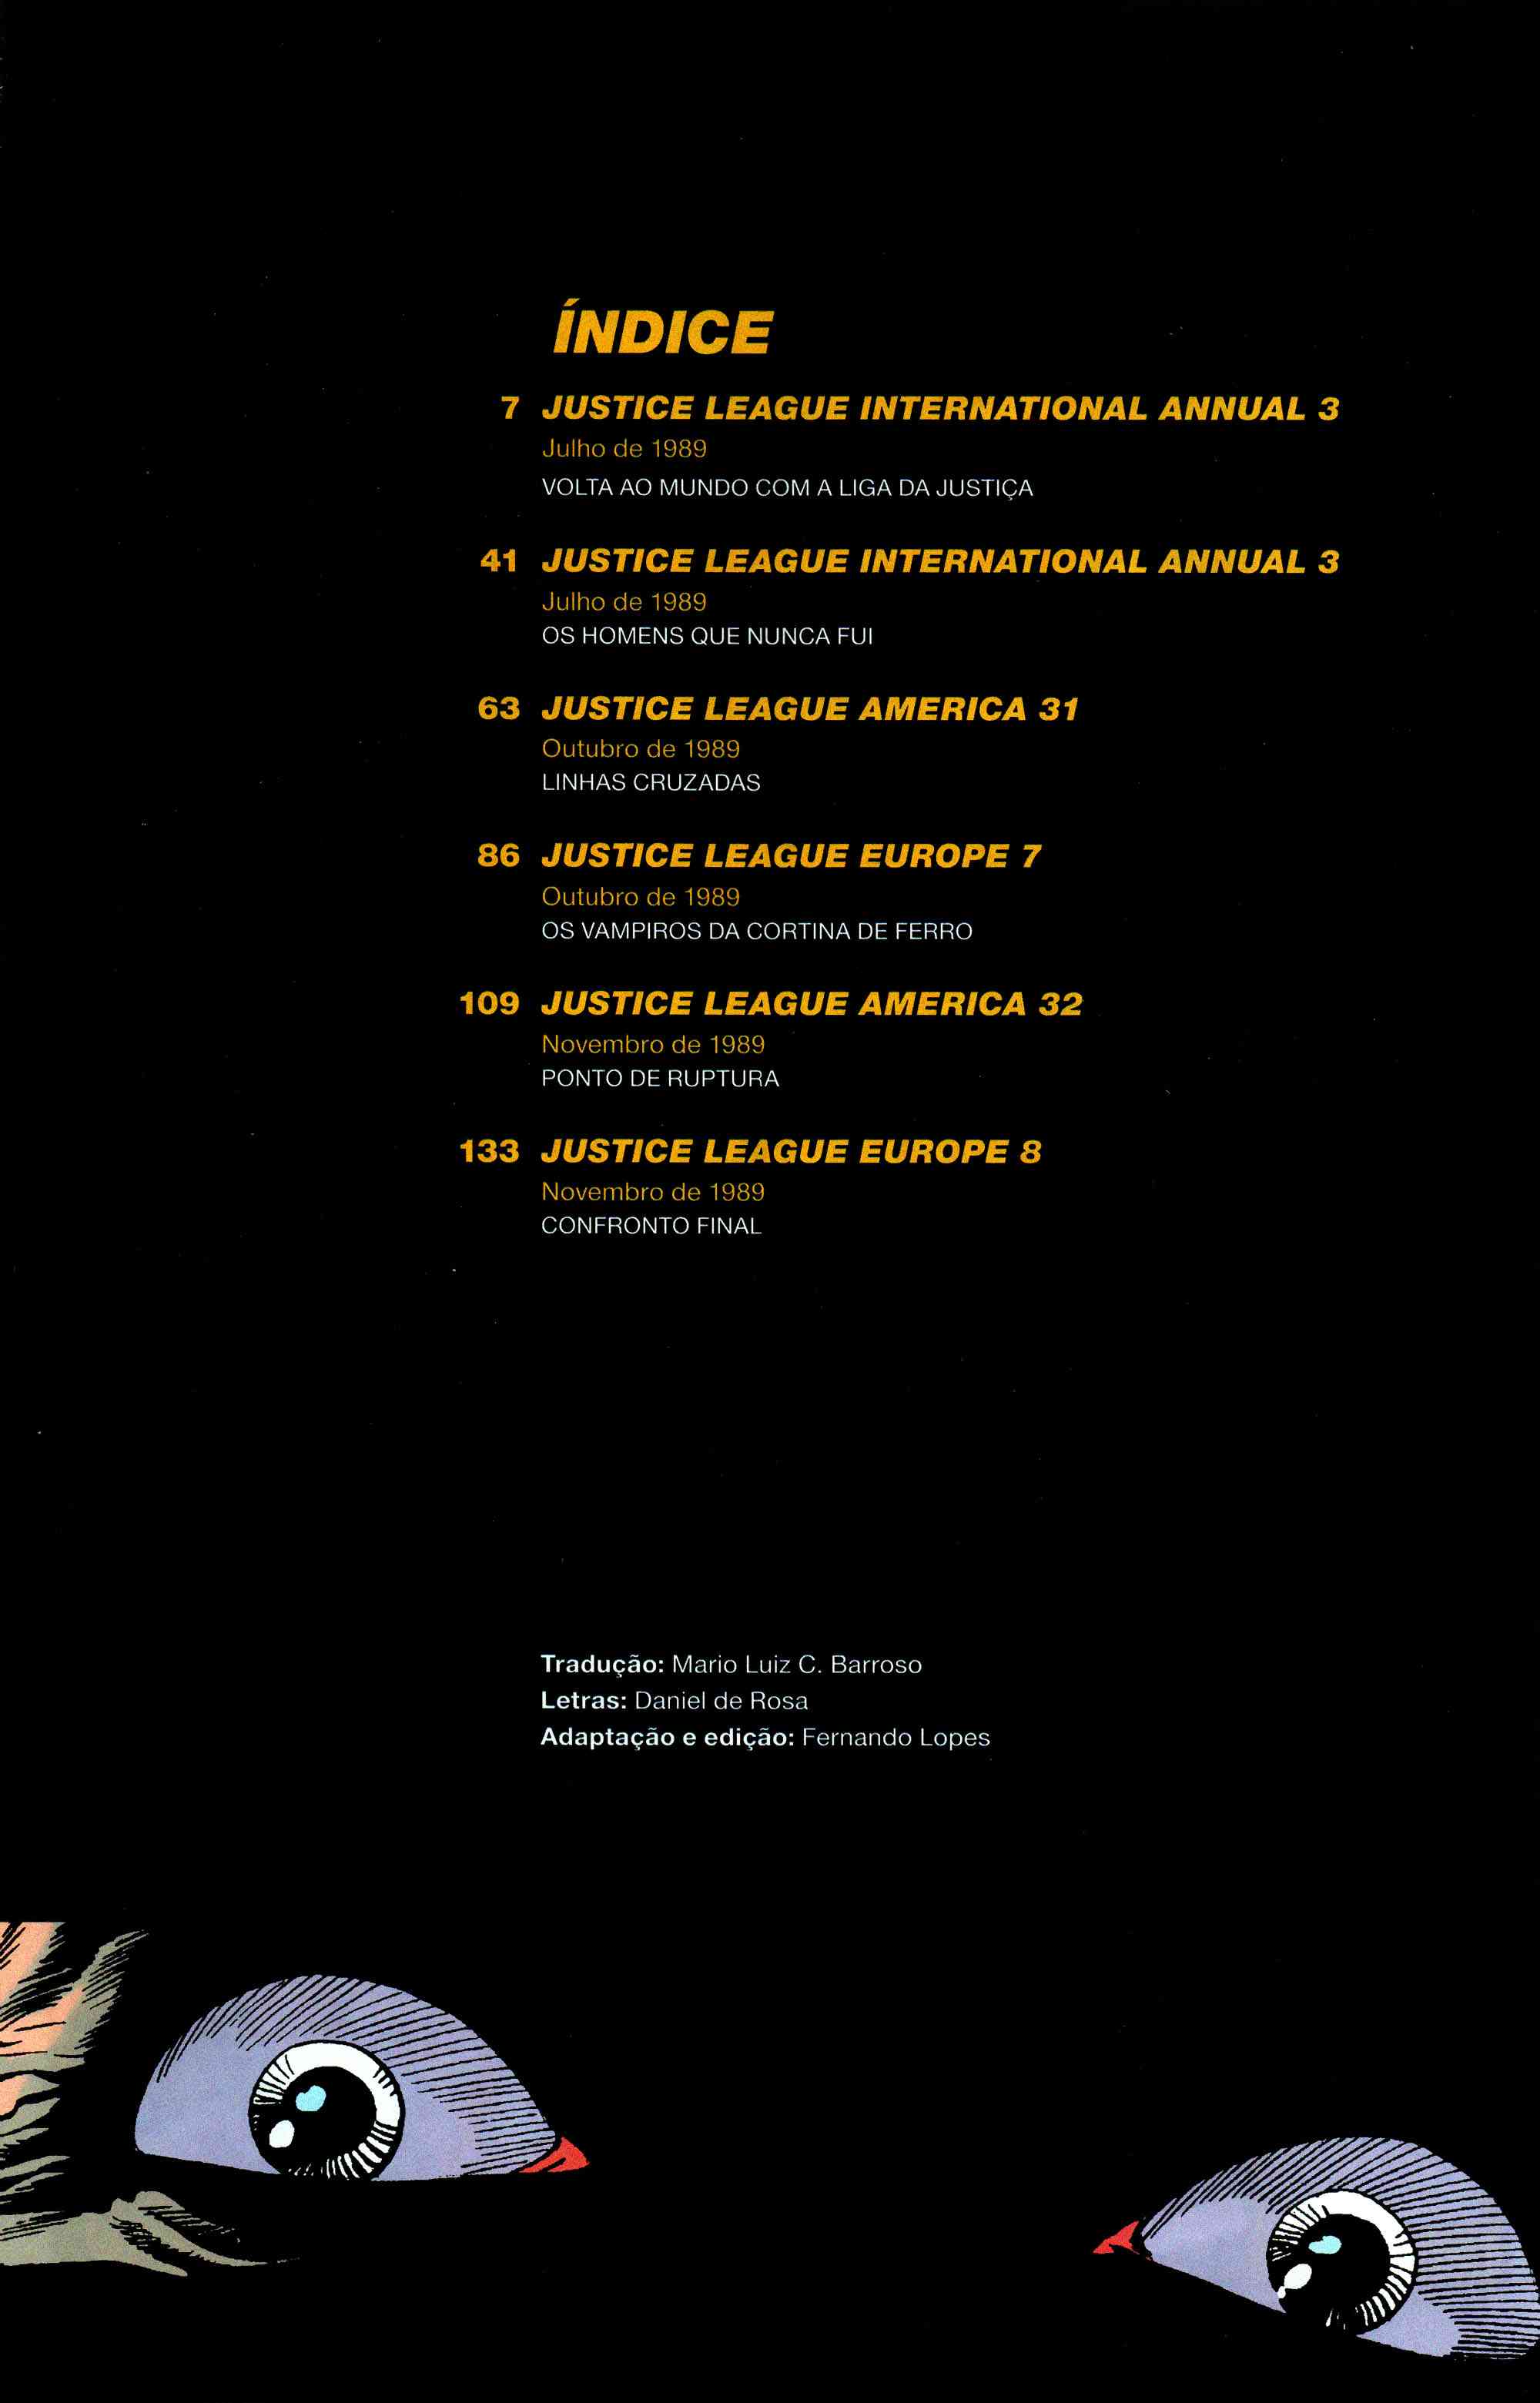 ÍNDICE
7 JUSTICE LEAGUE INTERNATIONAL ANNUAL 3
Julho de 1989
VOLTA AO MUNDO COM A LIGA DA JUSTIÇA
41 JUSTICE LEAGUE INTERNATIONAL ANNUAL 3
Julho de 1989
OS HOMENS QUE NUNCA FUI
63 JUSTICE LEAGUE AMERICA 31
Outubro de 1989
LINHAS CRUZADAS
86 JUSTICE LEAGUE EUROPE 7
Outubro de 1989
OS VAMPIROS DA CORTINA DE FERRO
109 JUSTICE LEAGUE AMERICA 32
Novembro de 1989
PONTO DE RUPTURA
133 JUSTICE LEAGUE EUROPE 8
Novembro de 1989
CONFRONTO FINAL
Tradução: Mario Luiz C. Barroso
Letras: Daniel de Rosa
Adaptação e edição: Fernando Lopes